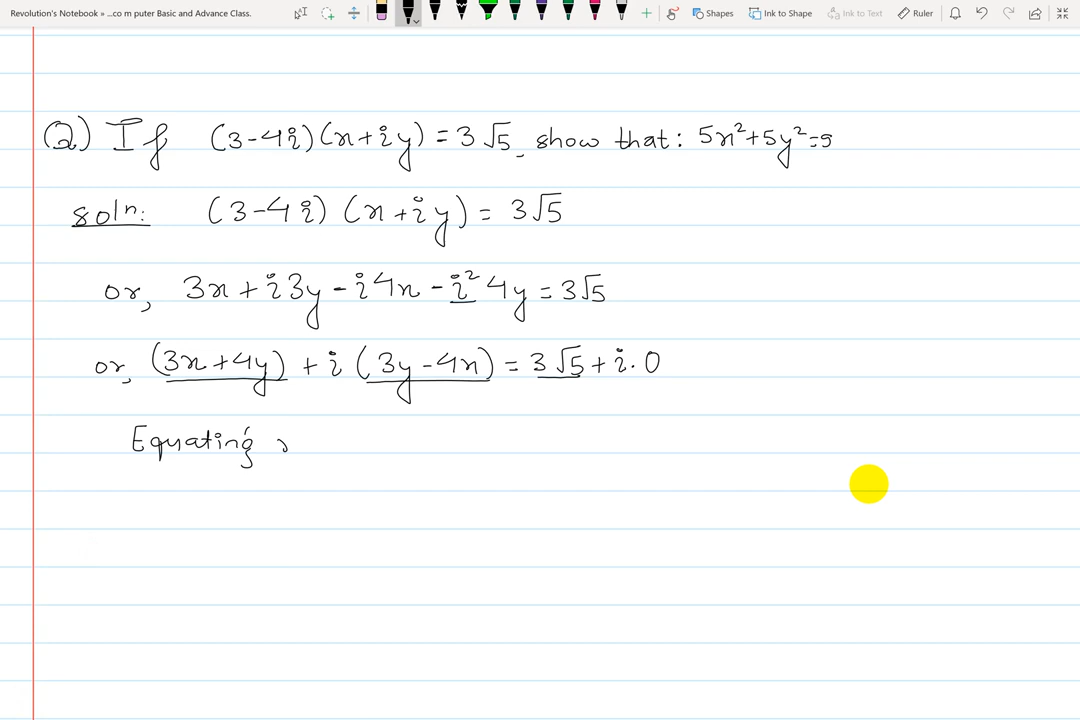 Revolution's Notebook » ...co m puter Basic and Advance Class. Shapes Ink to Shape Ink to Text Ruler
Q) If (3-4i)(x+iy)=3√5, show that: 5x²+5y²=9
soln: (3-4i)(x+iy)=3√5
or, 3x+i3y-i4x-i²4y=3√5
or, (3x+4y)+i(3y-4x)=3√5+i.0
Equating